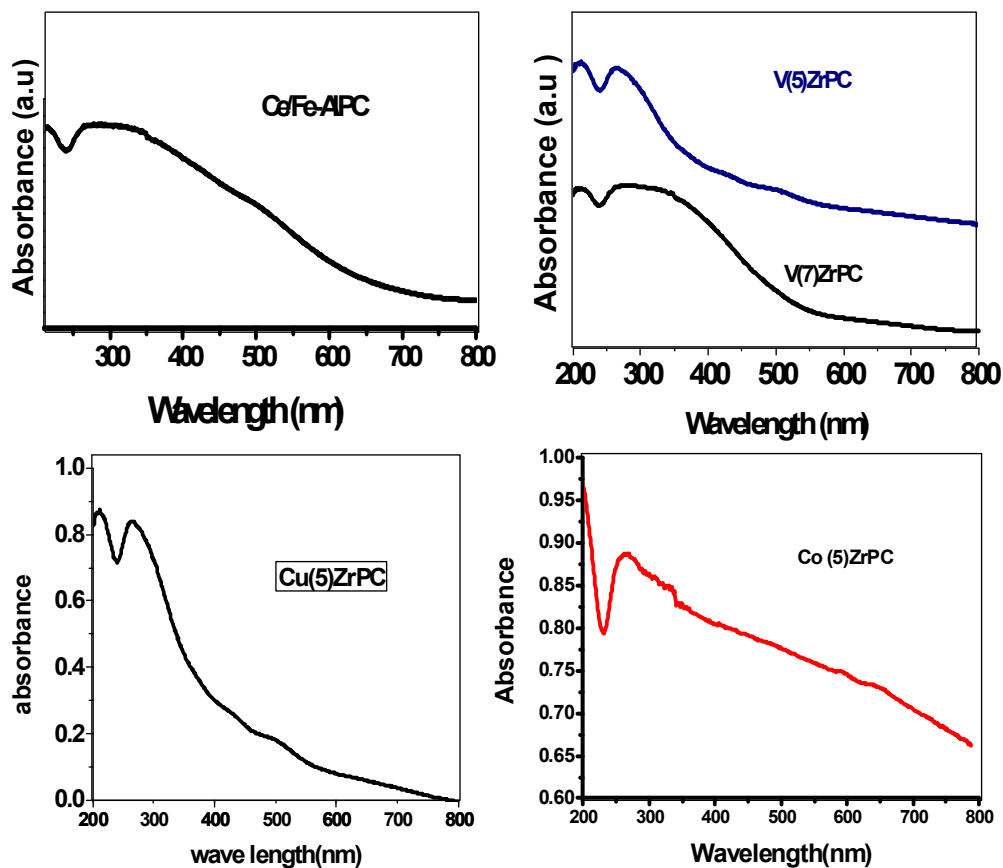 Absorbance (a.u)
Ce/Fe-AlPC
300 400 500 600 700 800
Wavelength (nm)
Absorbance (a.u )
V(5)ZrPC
V(7)ZrPC
200 300 400 500 600 700 800
Wavelength (nm)
absorbance
1.0
0.8
0.6
0.4
0.2
0.0
Cu(5)ZrPC
200 300 400 500 600 700 800
wave length(nm)
Absorbance
1.00
0.95
0.90
0.85
0.80
0.75
0.70
0.65
0.60
Co (5)ZrPC
200 300 400 500 600 700 800
Wavelength(nm)